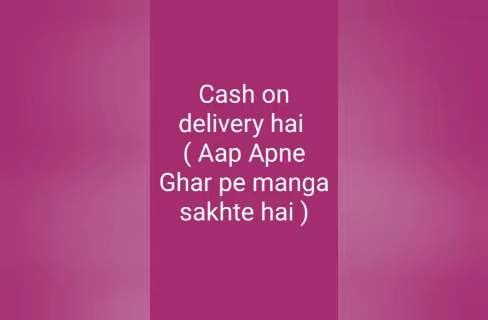 Cash on
delivery hai
( Aap Apne
Ghar pe manga
sakhte hai )